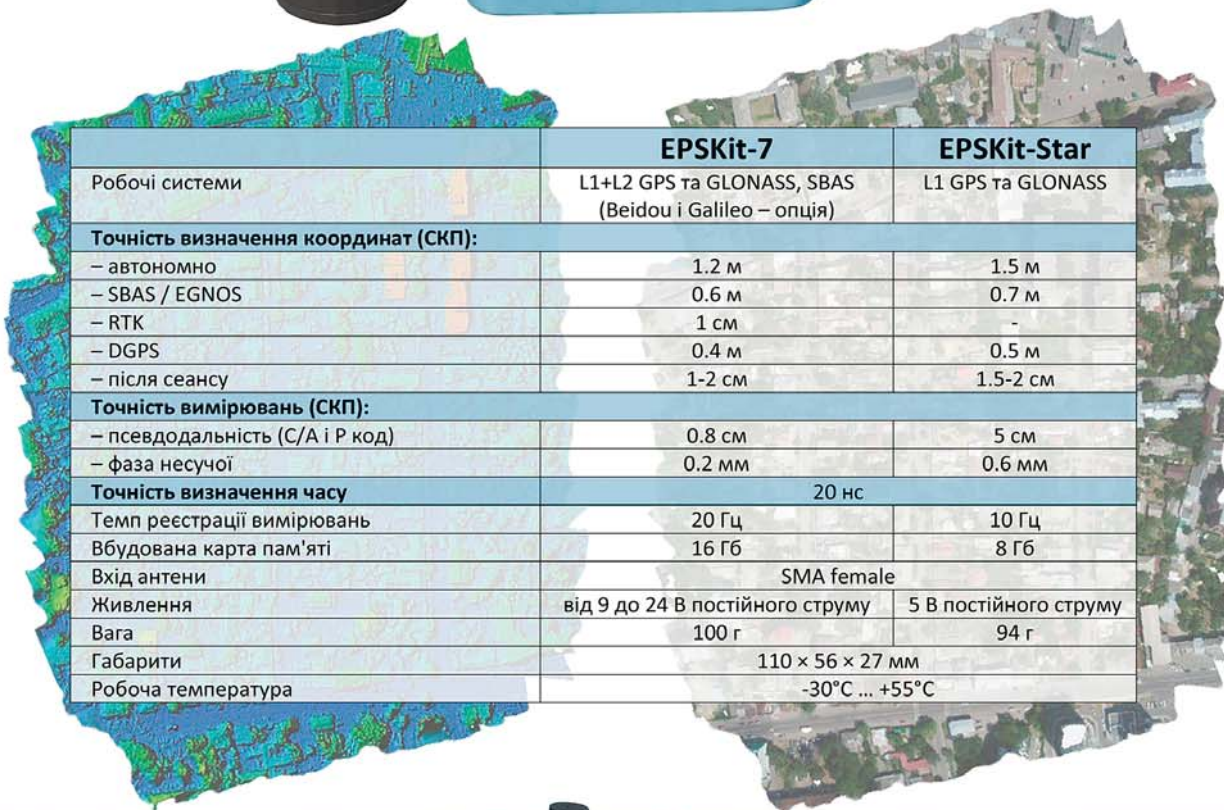 EPSKit-7 EPSKit-Star
Робочі системи L1+L2 GPS та GLONASS, SBAS L1 GPS та GLONASS
(Beidou і Galileo – опція)
Точність визначення координат (СКП):
– автономно 1.2 м 1.5 м
– SBAS / EGNOS 0.6 м 0.7 м
– RTK 1 см -
– DGPS 0.4 м 0.5 м
– після сеансу 1-2 см 1.5-2 см
Точність вимірювань (СКП):
– псевдодальність (С/А і Р код) 0.8 см 5 см
– фаза несучої 0.2 мм 0.6 мм
Точність визначення часу 20 нс
Темп реєстрації вимірювань 20 Гц 10 Гц
Вбудована карта пам'яті 16 Гб 8 Гб
Вхід антени SMA female
Живлення від 9 до 24 В постійного струму 5 В постійного струму
Вага 100 г 94 г
Габарити 110 × 56 × 27 мм
Робоча температура -30°С ... +55°С